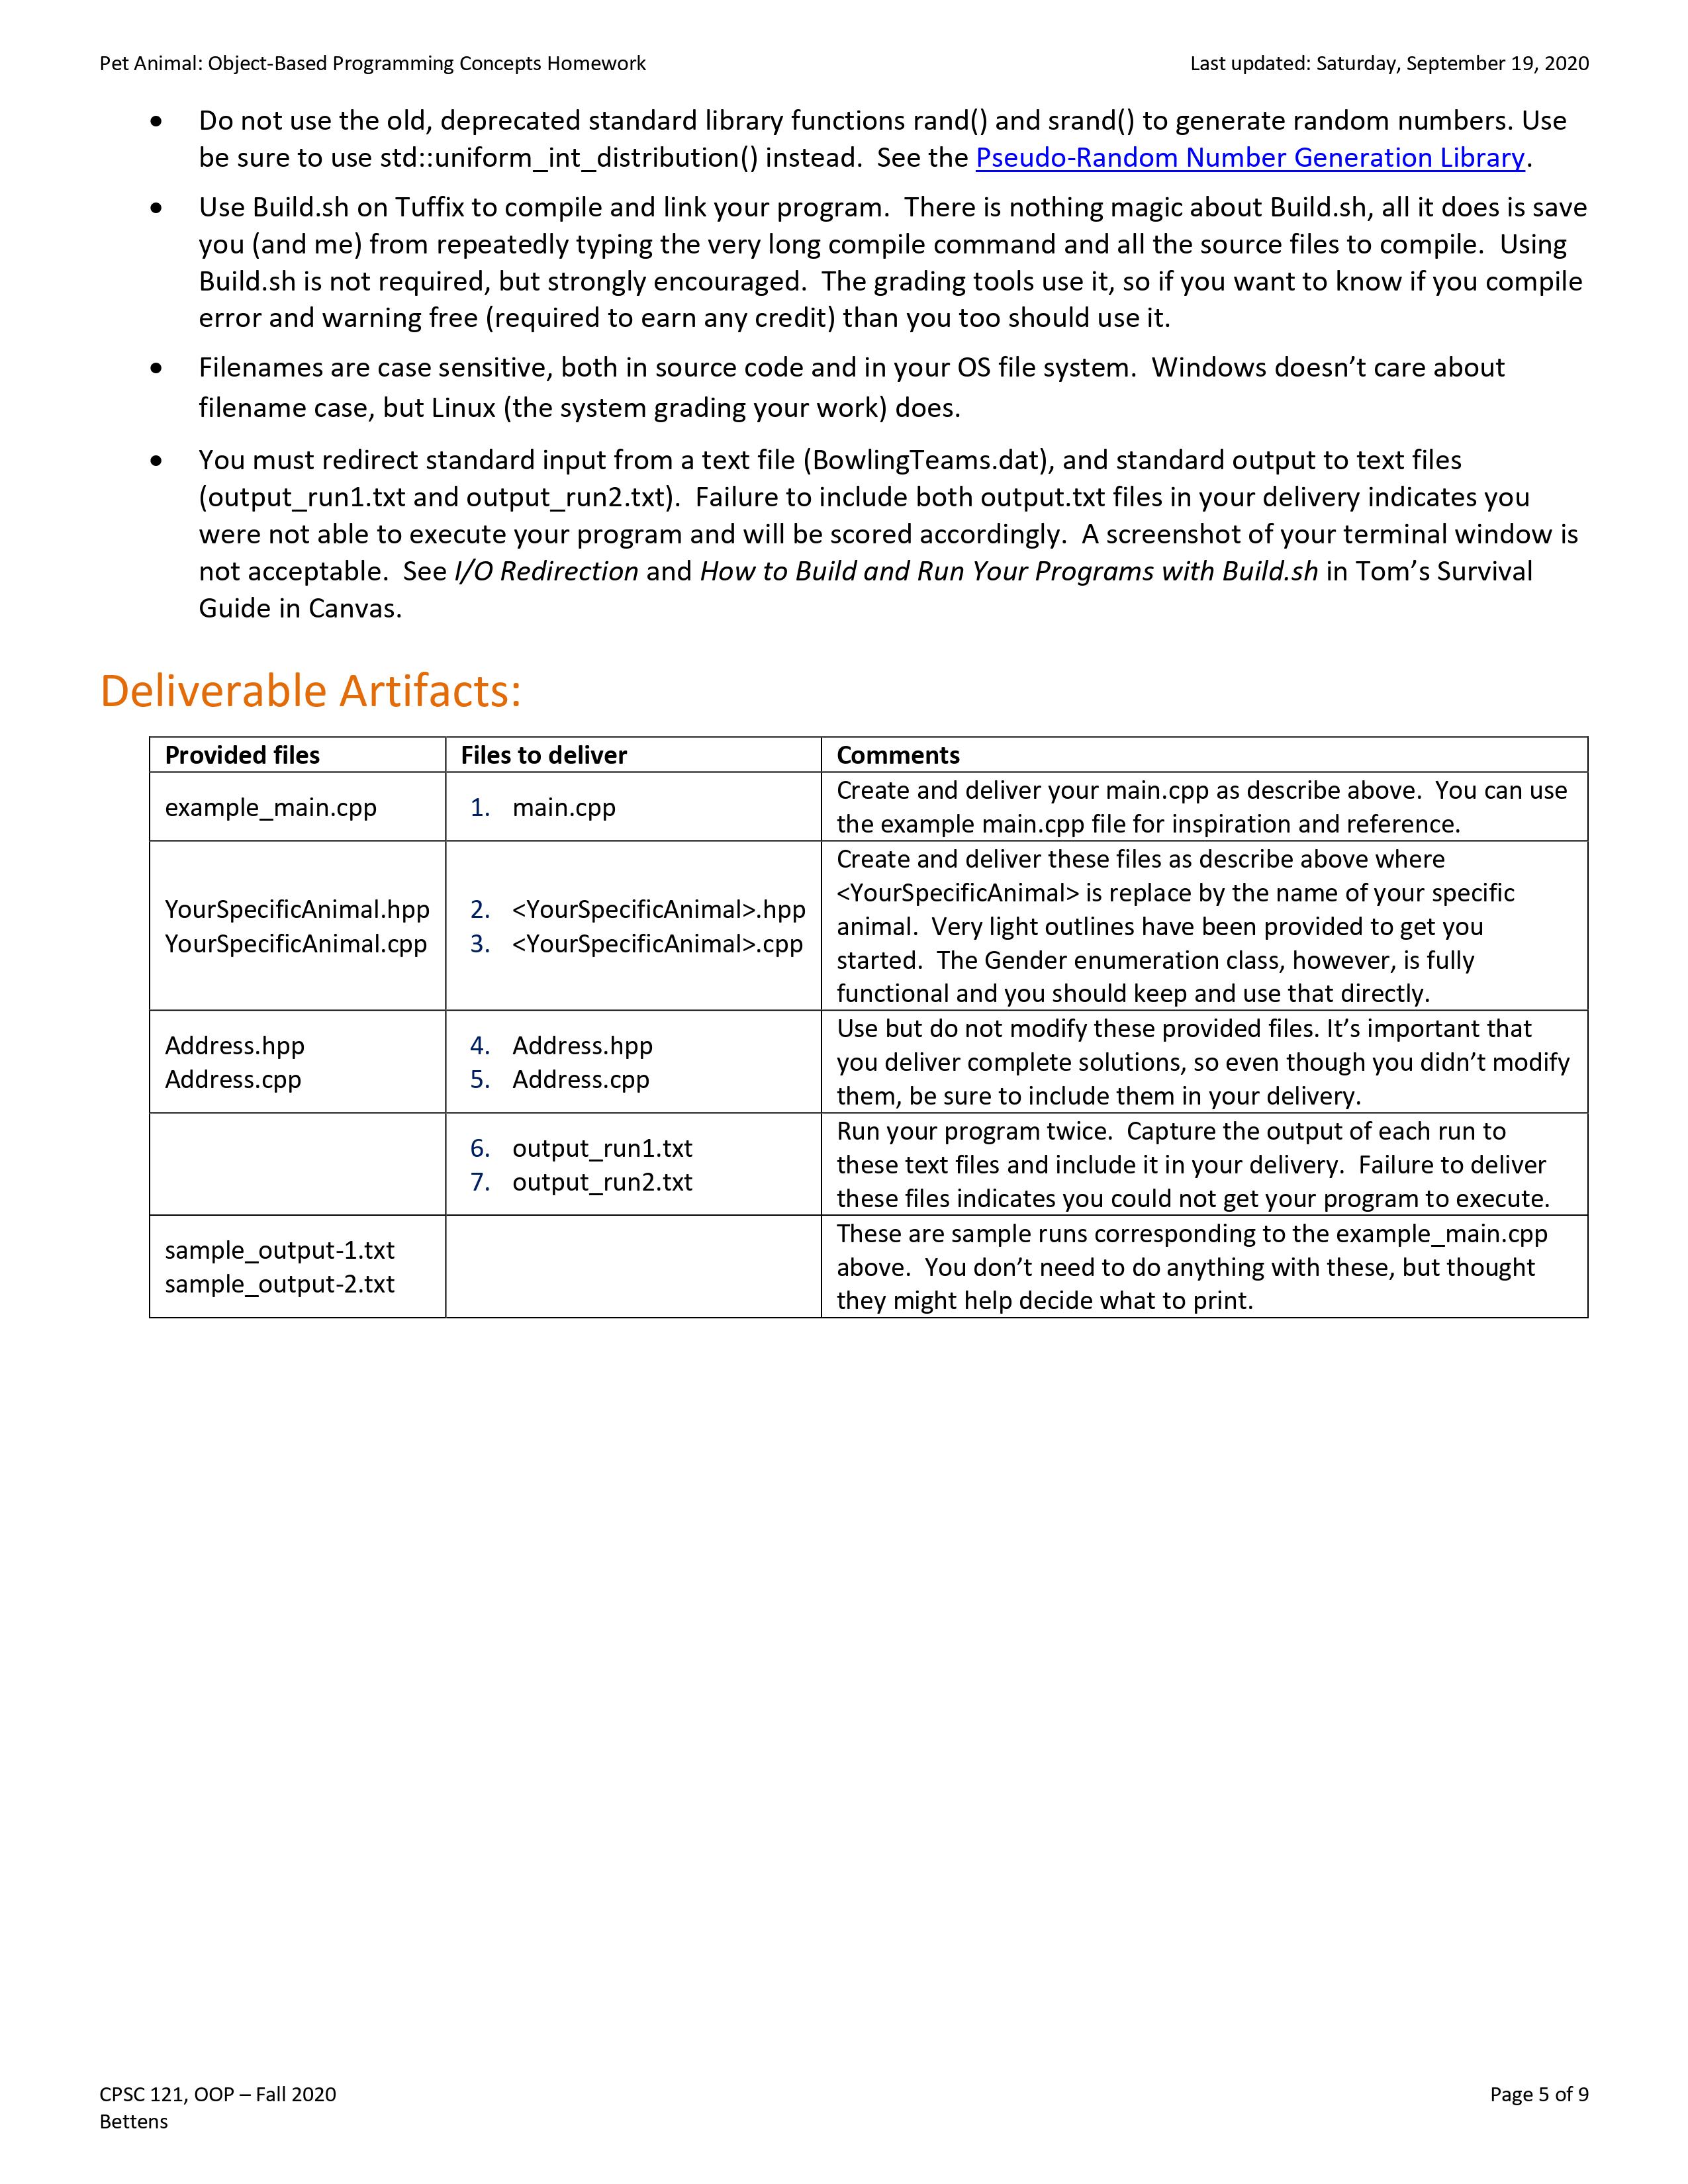 Pet Animal: Object-Based Programming Concepts Homework
Last updated: Saturday, September 19, 2020
• Do not use the old, deprecated standard library functions rand() and srand() to generate random numbers. Use
be sure to use std::uniform_int_distribution() instead.  See the Pseudo-Random Number Generation Library.
• Use Build.sh on Tuffix to compile and link your program.  There is nothing magic about Build.sh, all it does is save
you (and me) from repeatedly typing the very long compile command and all the source files to compile.  Using
Build.sh is not required, but strongly encouraged.  The grading tools use it, so if you want to know if you compile
error and warning free (required to earn any credit) than you too should use it.
• Filenames are case sensitive, both in source code and in your OS file system.  Windows doesn’t care about
filename case, but Linux (the system grading your work) does.
• You must redirect standard input from a text file (BowlingTeams.dat), and standard output to text files
(output_run1.txt and output_run2.txt).  Failure to include both output.txt files in your delivery indicates you
were not able to execute your program and will be scored accordingly.  A screenshot of your terminal window is
not acceptable.  See I/O Redirection and How to Build and Run Your Programs with Build.sh in Tom’s Survival
Guide in Canvas.
Deliverable Artifacts:
Provided files
Files to deliver
Comments
example_main.cpp
1. main.cpp
Create and deliver your main.cpp as describe above.  You can use
the example main.cpp file for inspiration and reference.
YourSpecificAnimal.hpp
YourSpecificAnimal.cpp
2. <YourSpecificAnimal>.hpp
3. <YourSpecificAnimal>.cpp
Create and deliver these files as describe above where
<YourSpecificAnimal> is replace by the name of your specific
animal.  Very light outlines have been provided to get you
started.  The Gender enumeration class, however, is fully
functional and you should keep and use that directly.
Address.hpp
Address.cpp
4. Address.hpp
5. Address.cpp
Use but do not modify these provided files. It’s important that
you deliver complete solutions, so even though you didn’t modify
them, be sure to include them in your delivery.
6. output_run1.txt
7. output_run2.txt
Run your program twice.  Capture the output of each run to
these text files and include it in your delivery.  Failure to deliver
these files indicates you could not get your program to execute.
sample_output-1.txt
sample_output-2.txt
These are sample runs corresponding to the example_main.cpp
above.  You don’t need to do anything with these, but thought
they might help decide what to print.
CPSC 121, OOP – Fall 2020
Bettens
Page 5 of 9